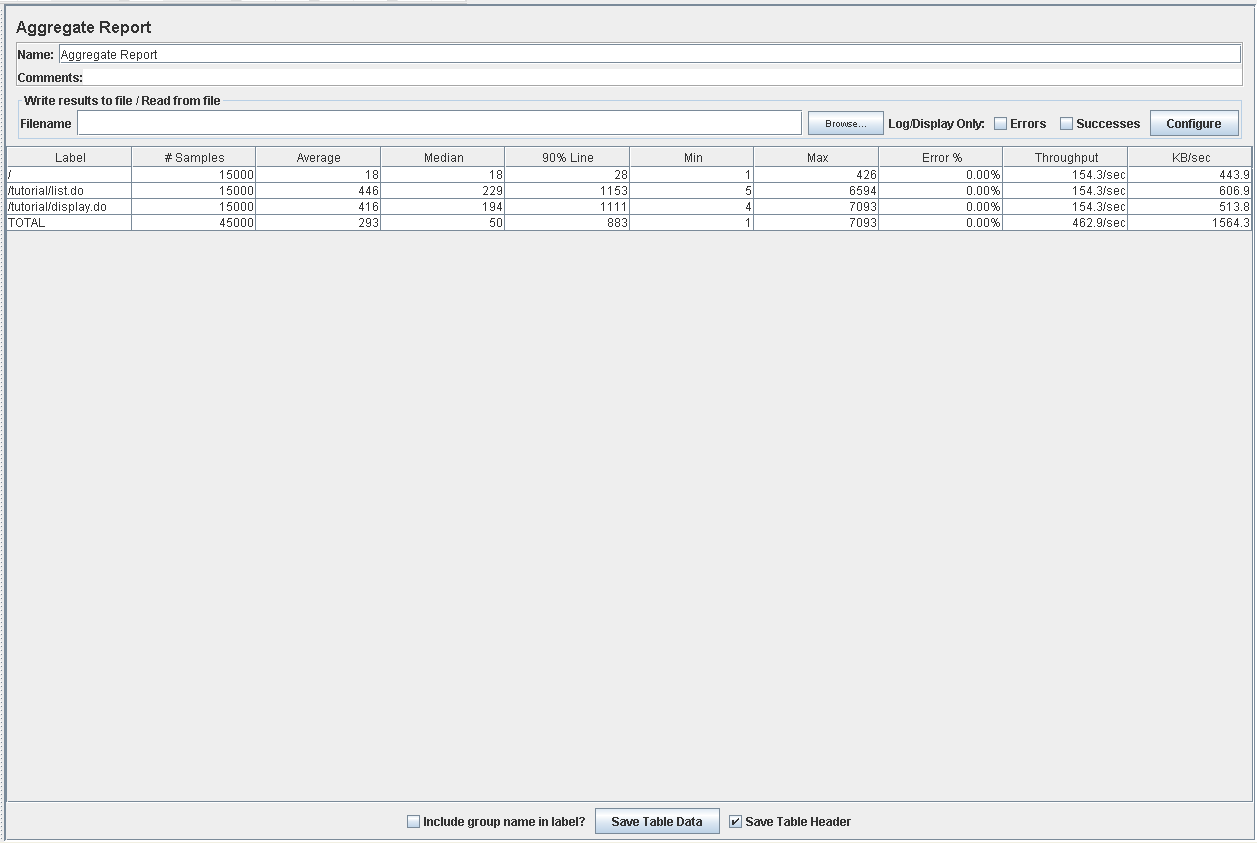 Aggregate Report
Name: Aggregate Report
Comments:
Write results to file / Read from file
Filename Browse... Log/Display Only: Errors Successes Configure
Label # Samples Average Median 90% Line Min Max Error % Throughput KB/sec
/ 15000 18 18 28 1 426 0.00% 154.3/sec 443.9
/tutorial/list.do 15000 446 229 1153 5 6594 0.00% 154.3/sec 606.9
/tutorial/display.do 15000 416 194 1111 4 7093 0.00% 154.3/sec 513.8
TOTAL 45000 293 50 883 1 7093 0.00% 462.9/sec 1564.3
Include group name in label? Save Table Data Save Table Header